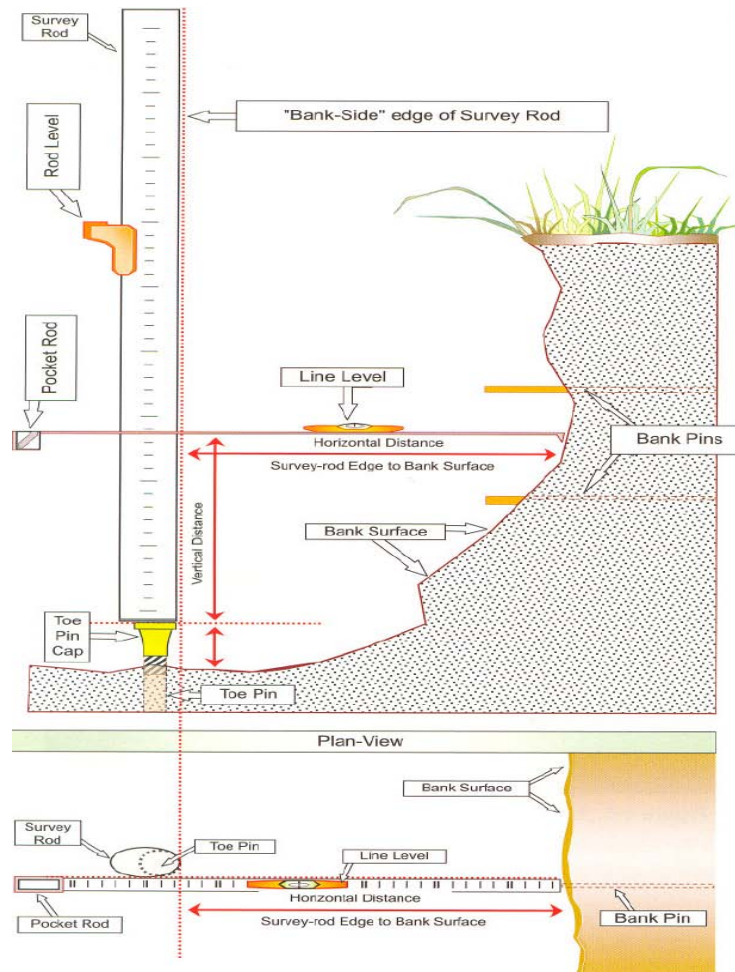 Survey
Rod
"Bank-Side" edge of Survey Rod
Rod Level
Pocket Rod
Line Level
Horizontal Distance
Survey-rod Edge to Bank Surface
Bank Pins
Vertical Distance
Bank Surface
Toe
Pin
Cap
Toe Pin
Plan-View
Bank Surface
Survey
Rod
Toe Pin
Line Level
Horizontal Distance
Pocket Rod
Survey-rod Edge to Bank Surface
Bank Pin